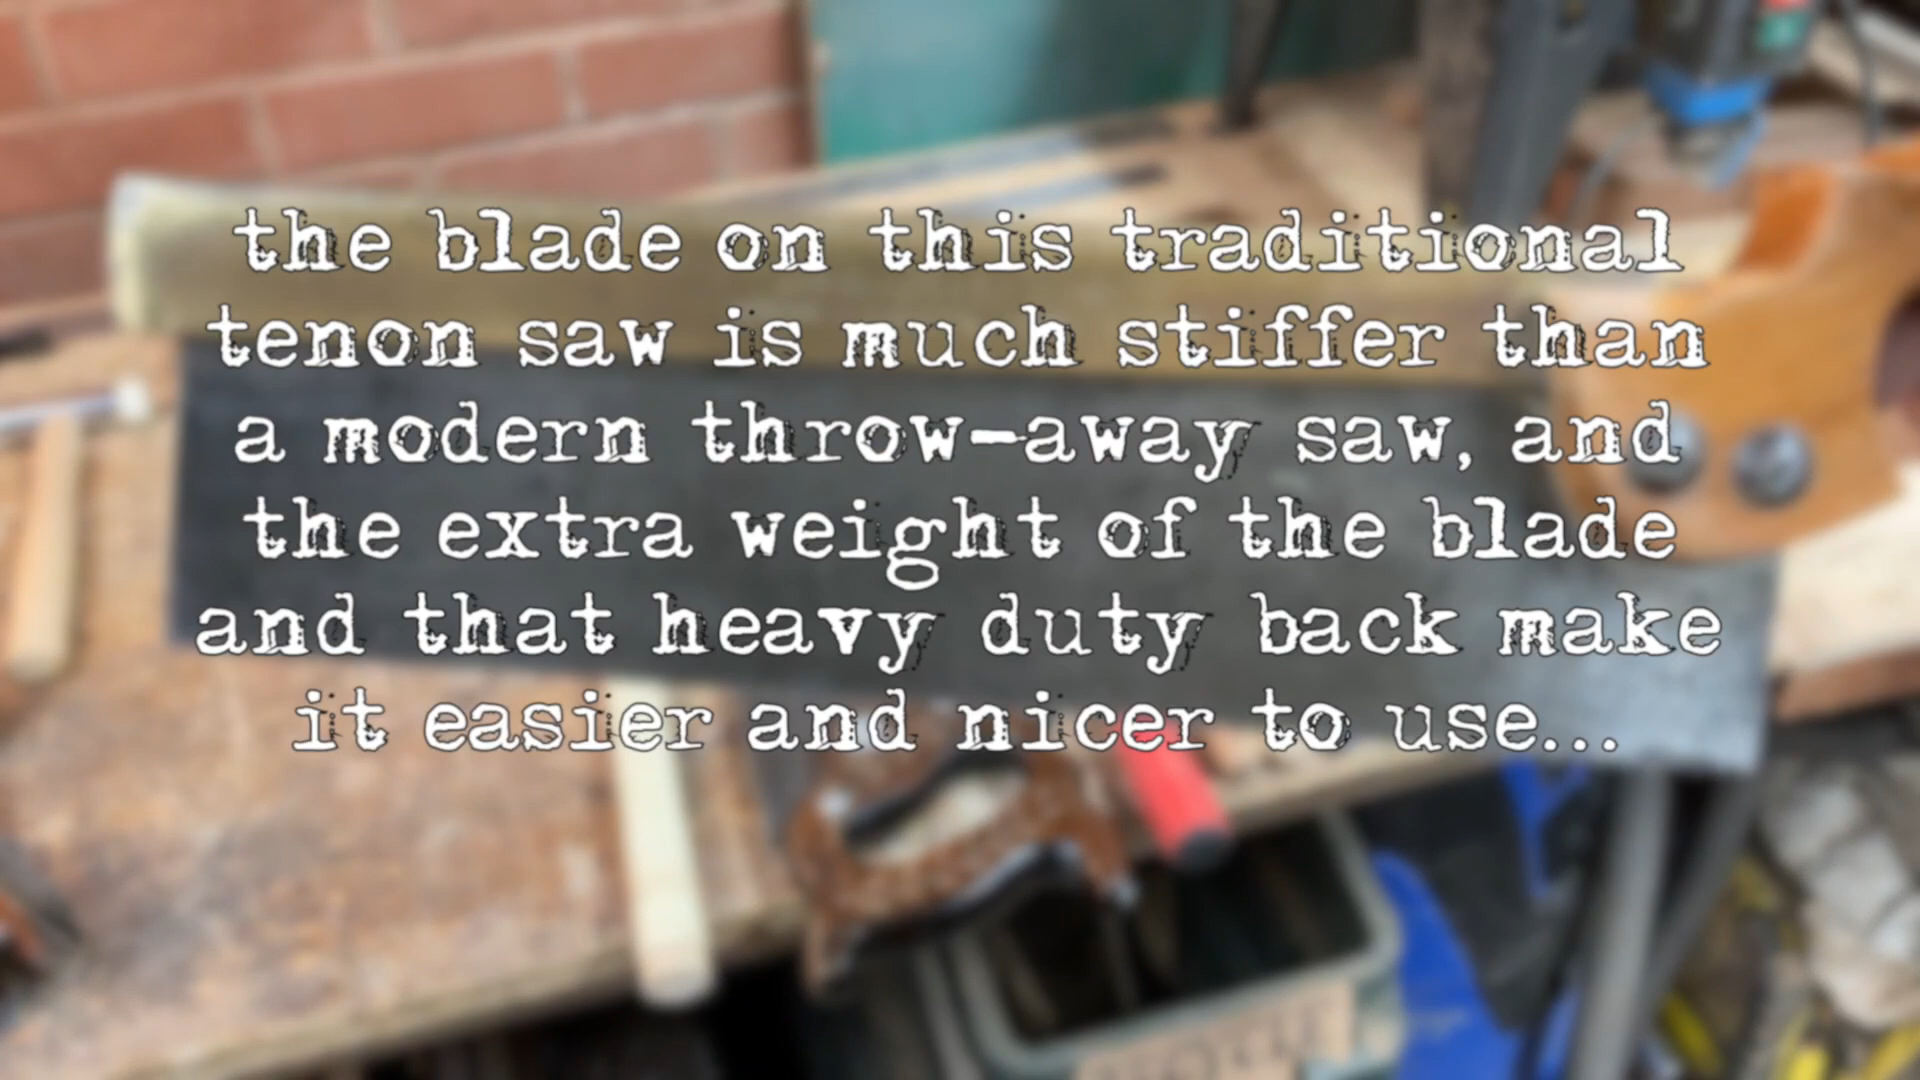 the blade on this traditional
tenon saw is much stiffer than
a modern throw-away saw, and
the extra weight of the blade
and that heavy duty back make
it easier and nicer to use...